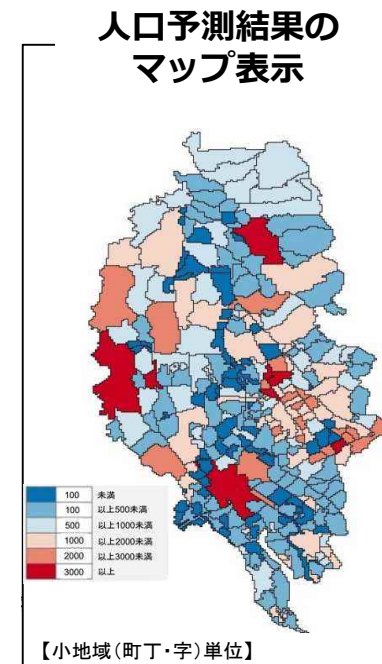 人口予測結果の
マップ表示
100 未満
100 以上500未満
500 以上1000未満
1000 以上2000未満
2000 以上3000未満
3000 以上
【小地域(町丁・字)単位】